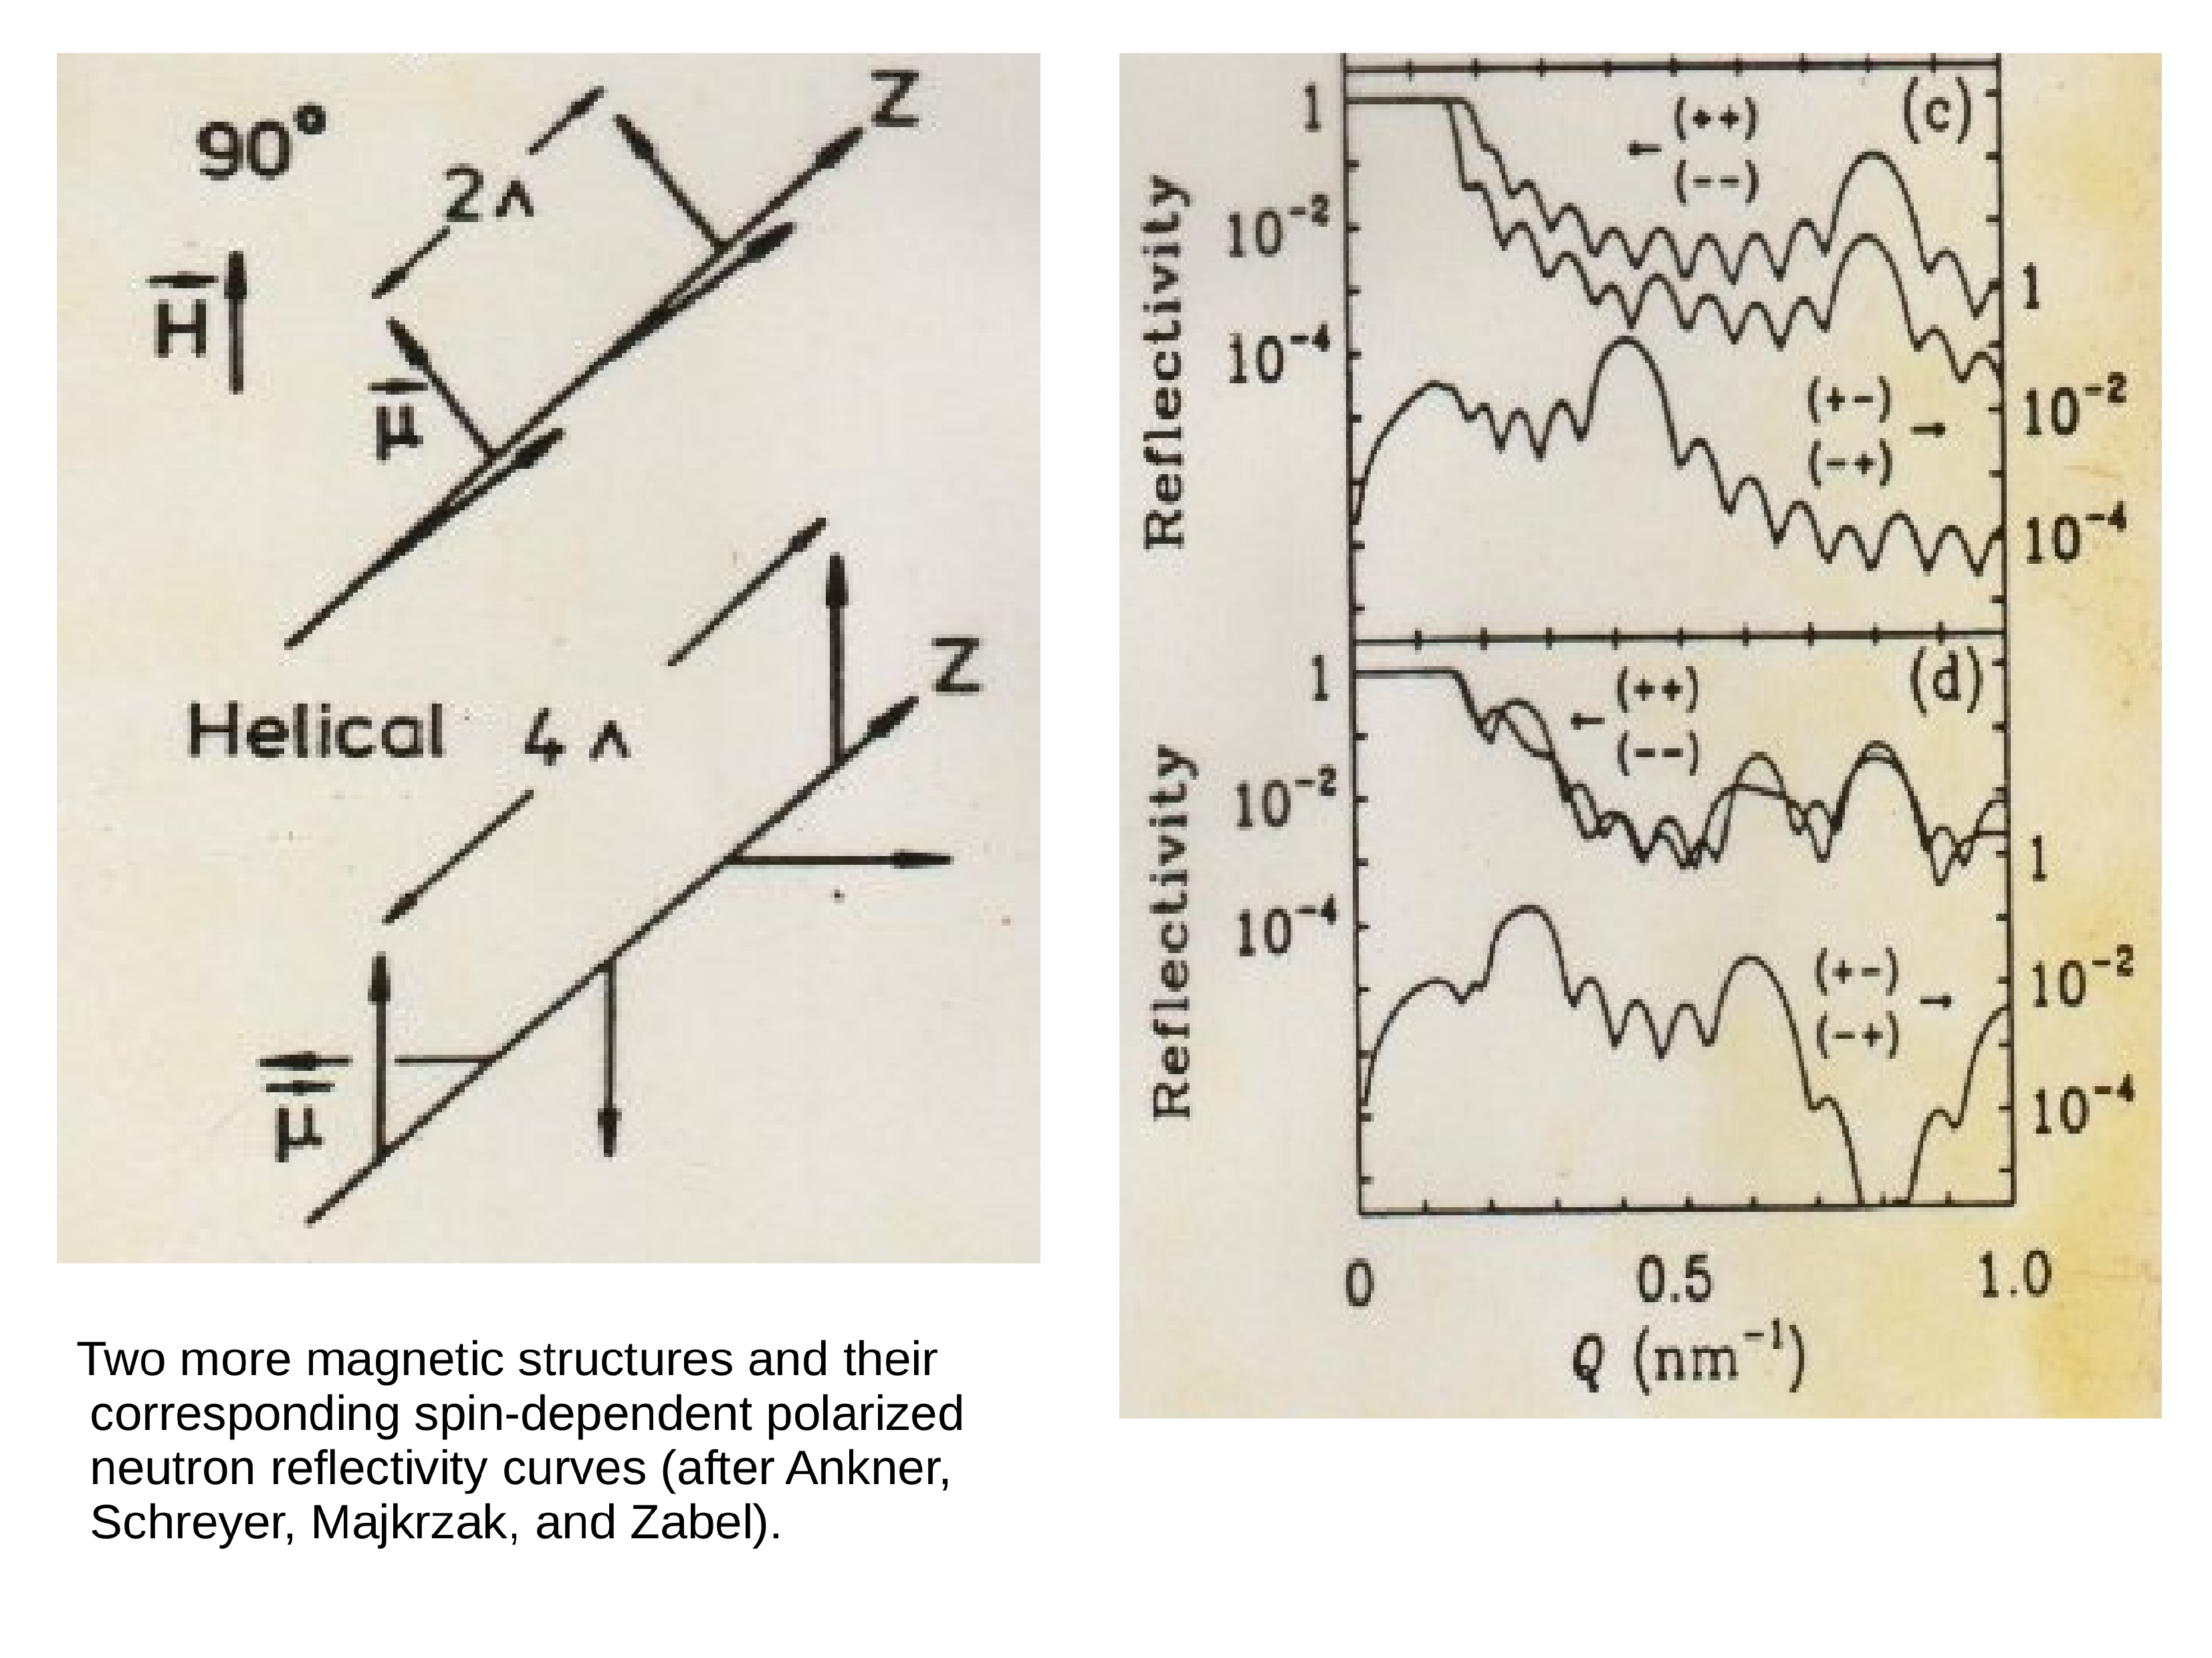 90°
2Λ
Z
H
μ
Helical 4Λ
Z
μ
(c)
1
(++)
(--)
10⁻²
10⁻⁴
1
(+-)
10⁻²
(-+)
10⁻⁴
Reflectivity
(d)
1
(++)
(--)
10⁻²
1
10⁻⁴
(+-)
10⁻²
(-+)
10⁻⁴
Reflectivity
0 0.5 1.0
Q (nm⁻¹)
Two more magnetic structures and their
corresponding spin-dependent polarized
neutron reflectivity curves (after Ankner,
Schreyer, Majkrzak, and Zabel).